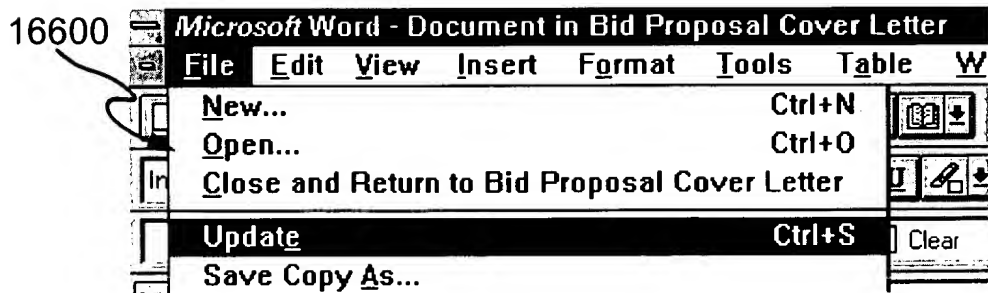 16600
Microsoft Word - Document in Bid Proposal Cover Letter
File Edit View Insert Format Tools Table W
New... Ctrl+N
Open... Ctrl+O
In
Close and Return to Bid Proposal Cover Letter U
Update Ctrl+S Clear
Save Copy As...